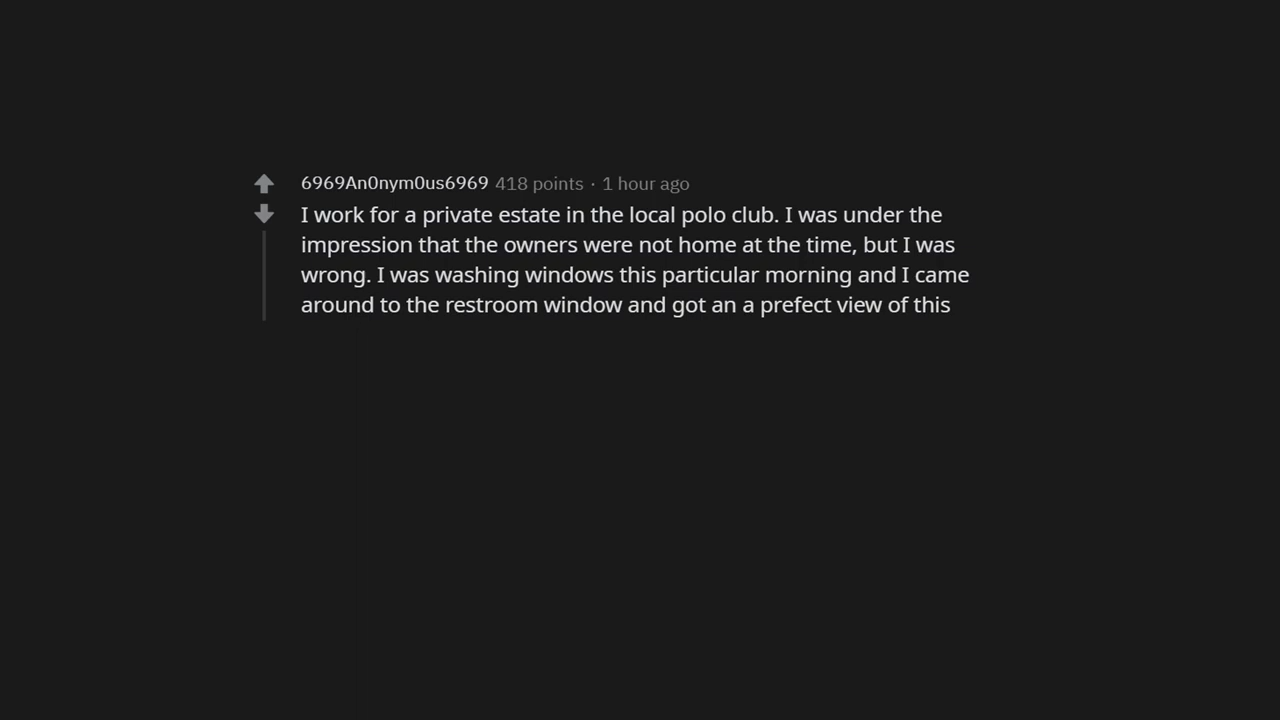 6969An0nym0us6969 418 points · 1 hour ago
I work for a private estate in the local polo club. I was under the
impression that the owners were not home at the time, but I was
wrong. I was washing windows this particular morning and I came
around to the restroom window and got an a prefect view of this